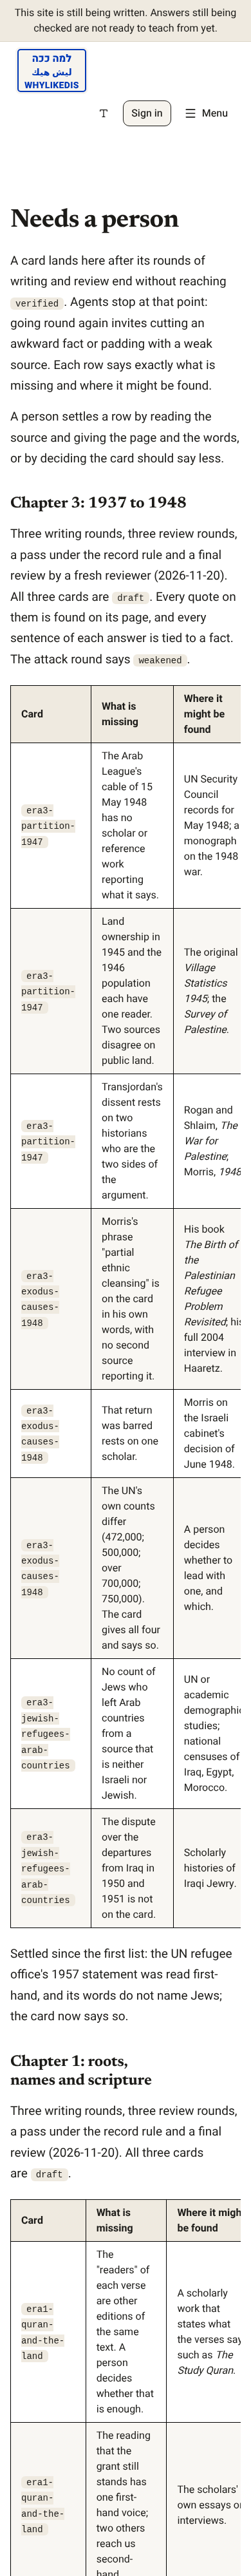 This site is still being written. Answers still being
checked are not ready to teach from yet.
למה ככה
ليش هيك
WHYLIKEDIS
T
Sign in
Menu
Needs a person
A card lands here after its rounds of
writing and review end without reaching
verified. Agents stop at that point:
going round again invites cutting an
awkward fact or padding with a weak
source. Each row says exactly what is
missing and where it might be found.
A person settles a row by reading the
source and giving the page and the words,
or by deciding the card should say less.
Chapter 3: 1937 to 1948
Three writing rounds, three review rounds,
a pass under the record rule and a final
review by a fresh reviewer (2026-11-20).
All three cards are draft. Every quote on
them is found on its page, and every
sentence of each answer is tied to a fact.
The attack round says weakened.
Card
What is
missing
Where it
might be
found
era3-
partition-
1947
The Arab
League's
cable of 15
May 1948
has no
scholar or
reference
work
reporting
what it says.
UN Security
Council
records for
May 1948; a
monograph
on the 1948
war.
era3-
partition-
1947
Land
ownership in
1945 and the
1946
population
each have
one reader.
Two sources
disagree on
public land.
The original
Village
Statistics
1945; the
Survey of
Palestine.
era3-
partition-
1947
Transjordan's
dissent rests
on two
historians
who are the
two sides of
the
argument.
Rogan and
Shlaim, The
War for
Palestine;
Morris, 1948
era3-
exodus-
causes-
1948
Morris's
phrase
"partial
ethnic
cleansing" is
on the card
in his own
words, with
no second
source
reporting it.
His book
The Birth of
the
Palestinian
Refugee
Problem
Revisited; his
full 2004
interview in
Haaretz.
era3-
exodus-
causes-
1948
That return
was barred
rests on one
scholar.
Morris on
the Israeli
cabinet's
decision of
June 1948.
era3-
exodus-
causes-
1948
The UN's
own counts
differ
(472,000;
500,000;
over
700,000;
750,000).
The card
gives all four
and says so.
A person
decides
whether to
lead with
one, and
which.
era3-
jewish-
refugees-
arab-
countries
No count of
Jews who
left Arab
countries
from a
source that
is neither
Israeli nor
Jewish.
UN or
academic
demographic
studies;
national
censuses of
Iraq, Egypt,
Morocco.
era3-
jewish-
refugees-
arab-
countries
The dispute
over the
departures
from Iraq in
1950 and
1951 is not
on the card.
Scholarly
histories of
Iraqi Jewry.
Settled since the first list: the UN refugee
office's 1957 statement was read first-
hand, and its words do not name Jews;
the card now says so.
Chapter 1: roots,
names and scripture
Three writing rounds, three review rounds,
a pass under the record rule and a final
review (2026-11-20). All three cards
are draft.
Card
What is
missing
Where it might
be found
era1-
quran-
and-the-
land
The
"readers" of
each verse
are other
editions of
the same
text. A
person
decides
whether that
is enough.
A scholarly
work that
states what
the verses say
such as The
Study Quran.
era1-
quran-
and-the-
land
The reading
that the
grant still
stands has
one first-
hand voice;
two others
reach us
second-
hand.
The scholars'
own essays or
interviews.